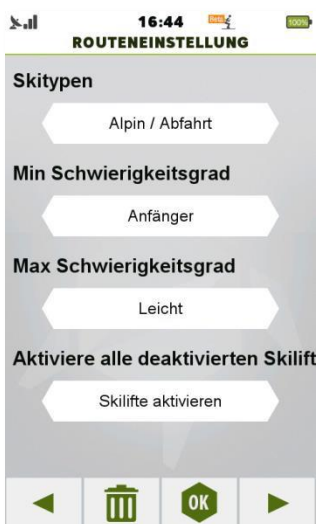 16:44
Beta
100%
ROUTENEINSTELLUNG
Skitypen
Alpin / Abfahrt
Min Schwierigkeitsgrad
Anfänger
Max Schwierigkeitsgrad
Leicht
Aktiviere alle deaktivierten Skilift
Skilifte aktivieren
OK